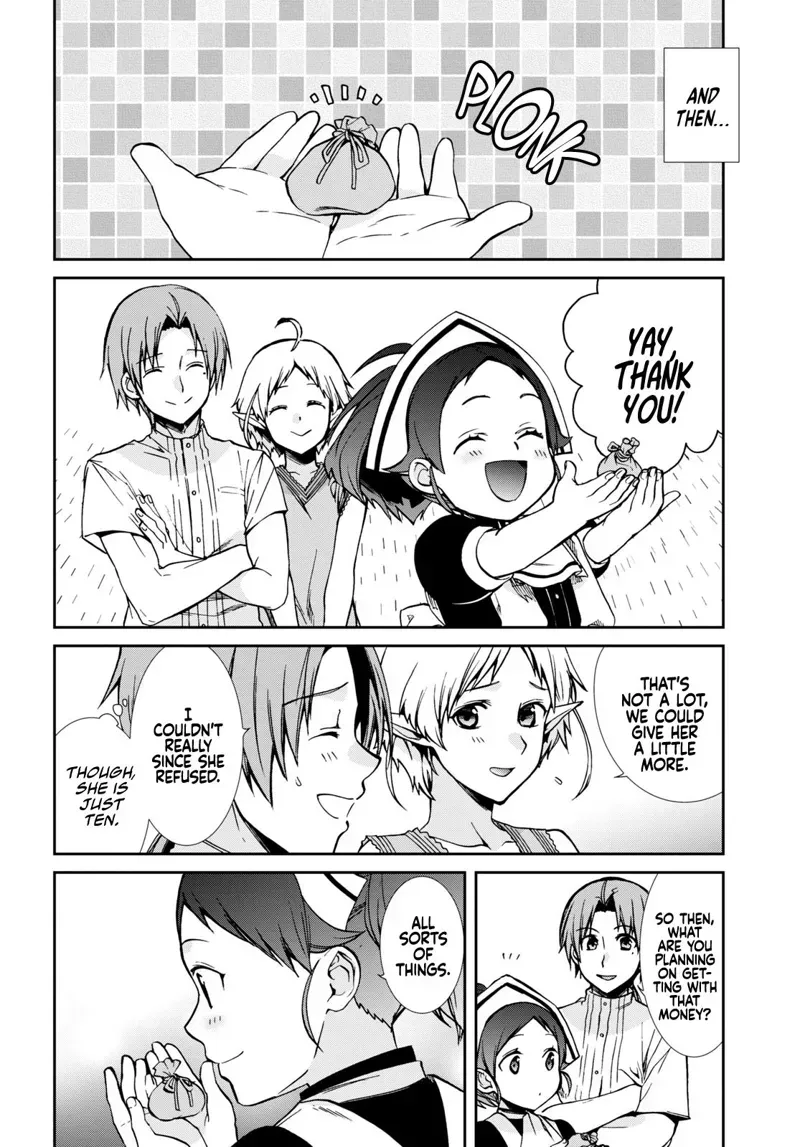 AND
THEN...
PLONK
YAY,
THANK
YOU!
THAT'S
NOT A LOT,
WE COULD
GIVE HER
A LITTLE
MORE.
I
COULDN'T
REALLY
SINCE SHE
REFUSED.
THOUGH,
SHE IS
JUST
TEN.
SO THEN,
WHAT
ARE YOU
PLANNING
ON GET-
TING WITH
THAT
MONEY?
ALL
SORTS
OF
THINGS.